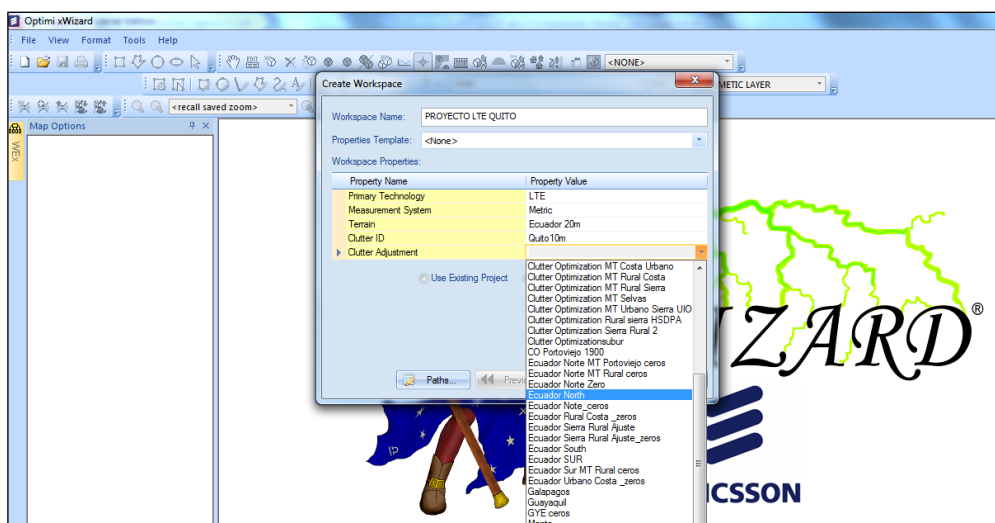 Optimi xWizard
File View Format Tools Help
<NONE>
METIC LAYER
<recall saved zoom>
Map Options
WEx
Create Workspace
Workspace Name: PROYECTO LTE QUITO
Properties Template: <None>
Workspace Properties:
Property Name Property Value
Primary Technology LTE
Measurement System Metric
Terrain Ecuador 20m
Clutter ID Quito10m
Clutter Adjustment
Use Existing Project
Clutter Optimization MT Costa Urbano
Clutter Optimization MT Rural Costa
Clutter Optimization MT Rural Sierra
Clutter Optimization MT Selvas
Clutter Optimization MT Urbano Sierra UIO
Clutter Optimization Rural sierra HSDPA
Clutter Optimization Sierra Rural 2
Clutter Optimizationsubur
CO Portoviejo 1900
Ecuador Norte MT Portoviejo ceros
Ecuador Norte MT Rural ceros
Ecuador Norte Zero
Ecuador North
Ecuador Note_ceros
Ecuador Rural Costa _zeros
Ecuador Sierra Rural Ajuste
Ecuador Sierra Rural Ajuste_zeros
Ecuador South
Ecuador SUR
Ecuador Sur MT Rural ceros
Ecuador Urbano Costa _zeros
Galapagos
Guayaquil
GYE ceros
Paths... Previ
ZARD®
CSSON